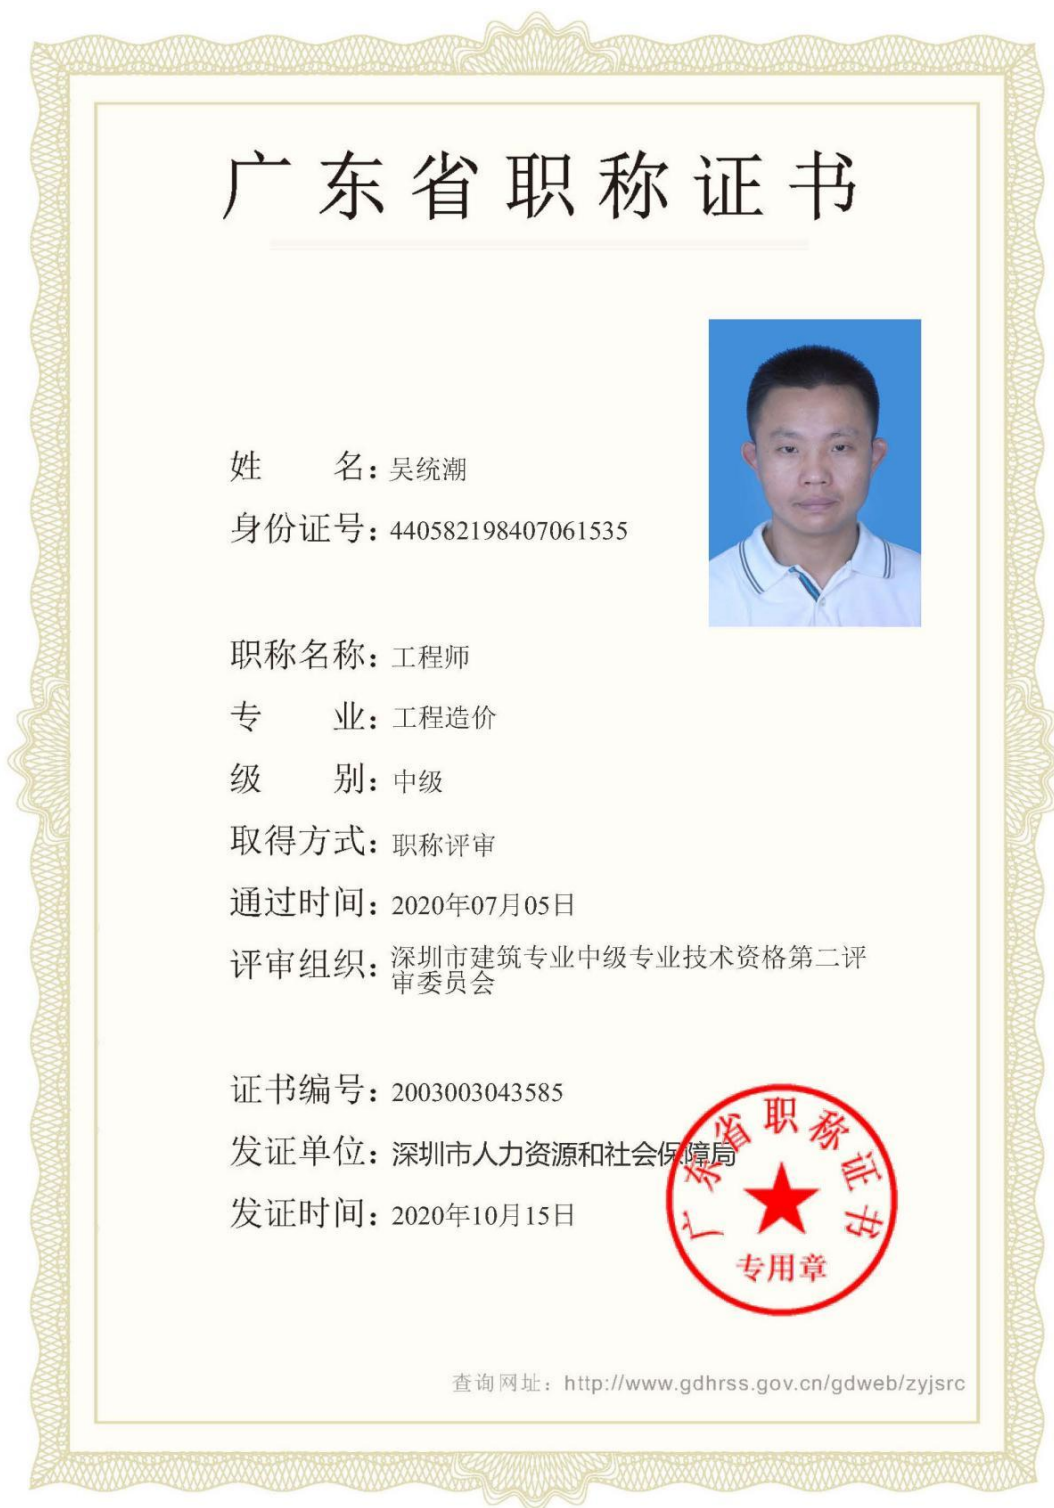 广东省职称证书
姓　　名：吴统潮
身份证号：440582198407061535
职称名称：工程师
专　　业：工程造价
级　　别：中级
取得方式：职称评审
通过时间：2020年07月05日
评审组织：深圳市建筑专业中级专业技术资格第二评
审委员会
证书编号：2003003043585
发证单位：深圳市人力资源和社会保障局
发证时间：2020年10月15日
广东省职称证书
专用章
查询网址：http://www.gdhrss.gov.cn/gdweb/zyjsrc